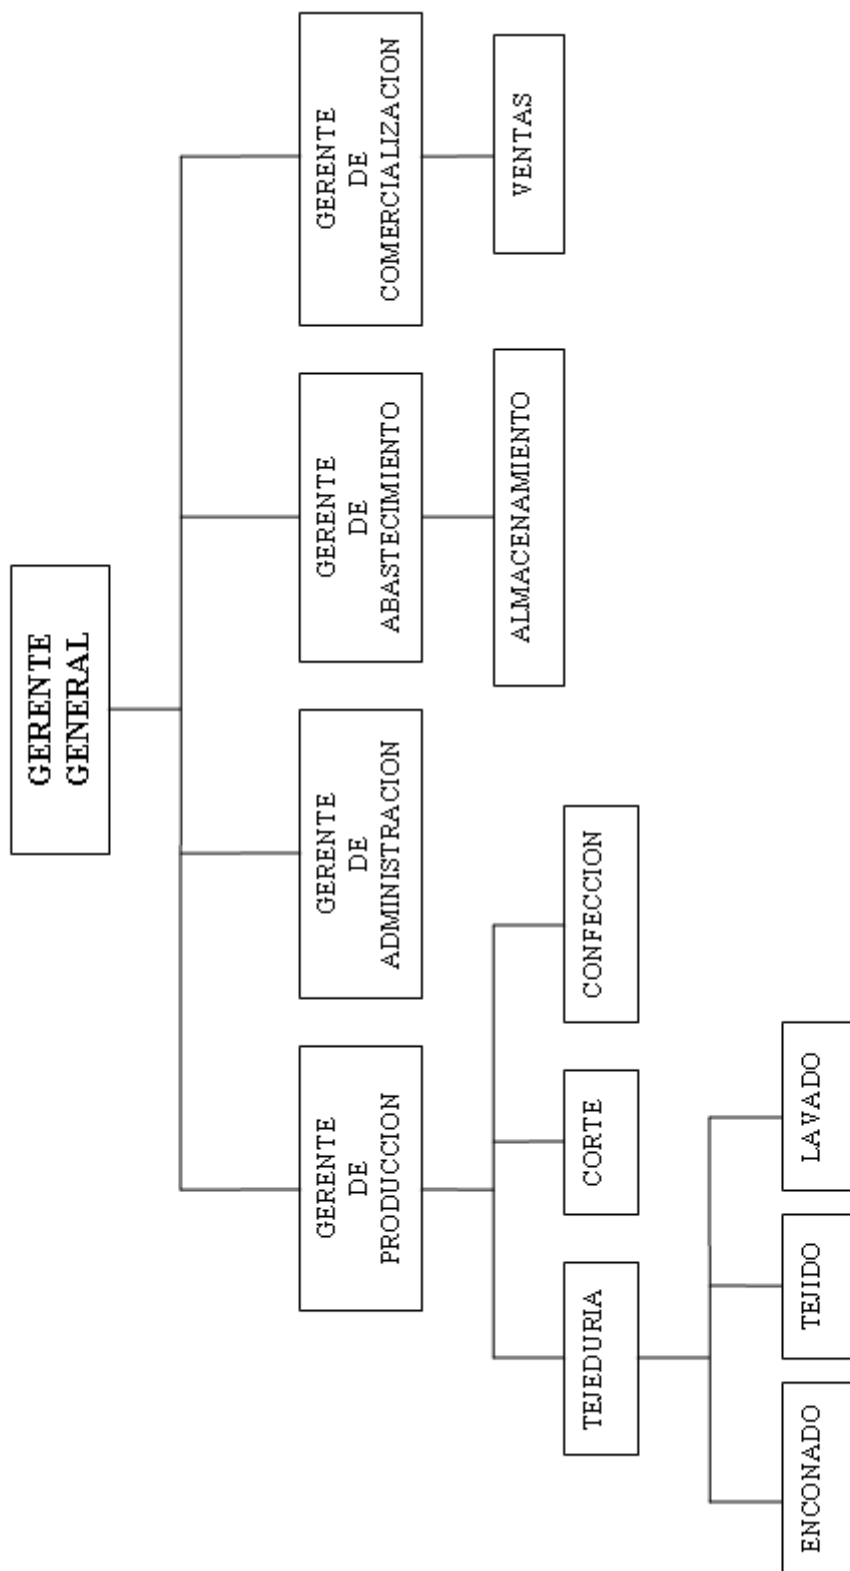 GERENTE
GENERAL
GERENTE
DE
PRODUCCION
GERENTE
DE
ADMINISTRACION
GERENTE
DE
ABASTECIMIENTO
GERENTE
DE
COMERCIALIZACION
TEJEDURIA
CORTE
CONFECCION
ALMACENAMIENTO
VENTAS
ENCONADO
TEJIDO
LAVADO